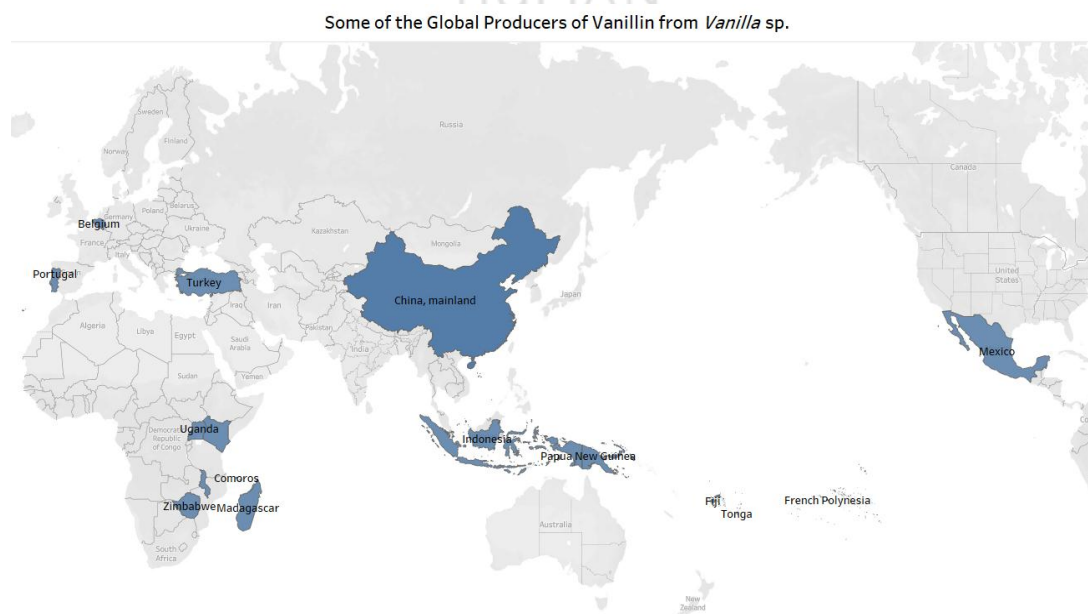 Some of the Global Producers of Vanillin from Vanilla sp.
Sweden
Finland
Norway
Russia
Canada
Belgium
Germany
Poland
Belarus
France
Ukraine
Kazakhstan
Mongolia
Italy
Portugal
Turkey
China, mainland
Japan
United
States
Iraq
Iran
Algeria
Libya
Egypt
Pakistan
Saudi
Arabia
India
Mexico
Sudan
Yemen
Uganda
Democratic
Republic
of Congo
Indonesia
Papua New Guinea
Comoros
Zimbabwe
Madagascar
Fiji
Tonga
French Polynesia
Australia
South
Africa
New
Zealand